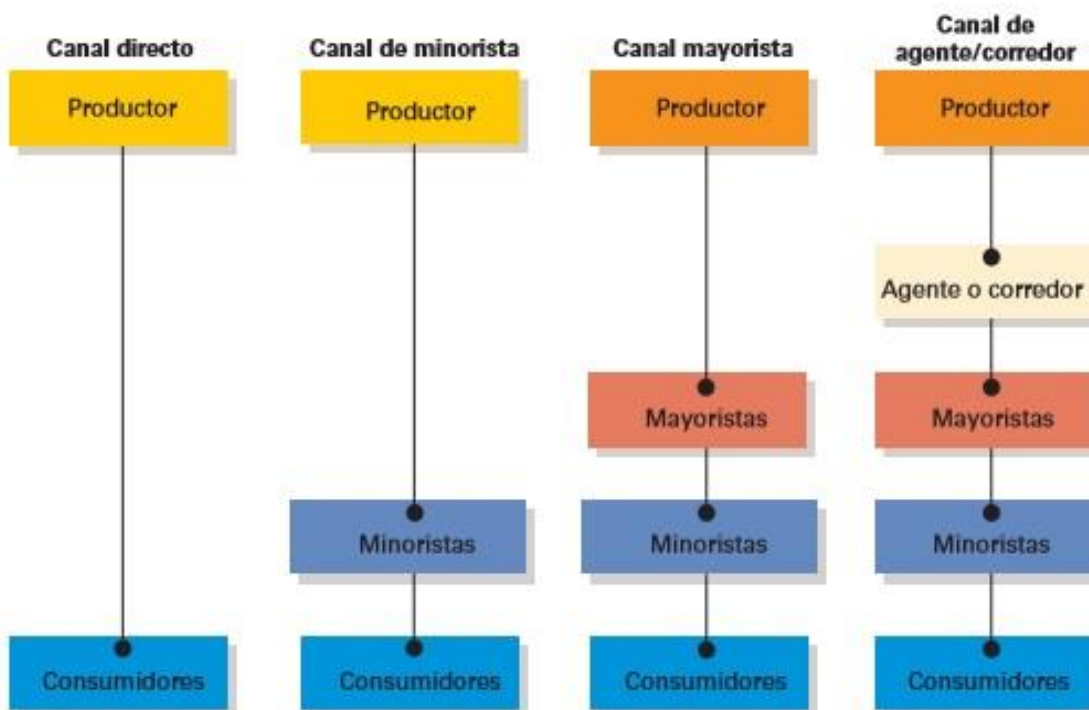 Canal directo
Canal de minorista
Canal mayorista
Canal de
agente/corredor
Productor
Productor
Productor
Productor
Agente o corredor
Mayoristas
Mayoristas
Minoristas
Minoristas
Minoristas
Consumidores
Consumidores
Consumidores
Consumidores